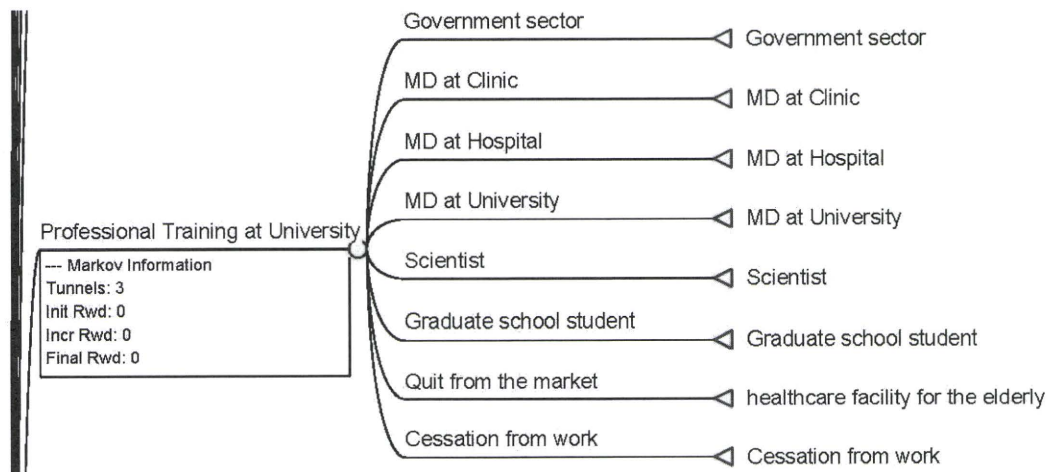 Government sector
Government sector
MD at Clinic
MD at Clinic
MD at Hospital
MD at Hospital
MD at University
MD at University
Professional Training at University
--- Markov Information
Tunnels: 3
Init Rwd: 0
Incr Rwd: 0
Final Rwd: 0
Scientist
Scientist
Graduate school student
Graduate school student
Quit from the market
healthcare facility for the elderly
Cessation from work
Cessation from work